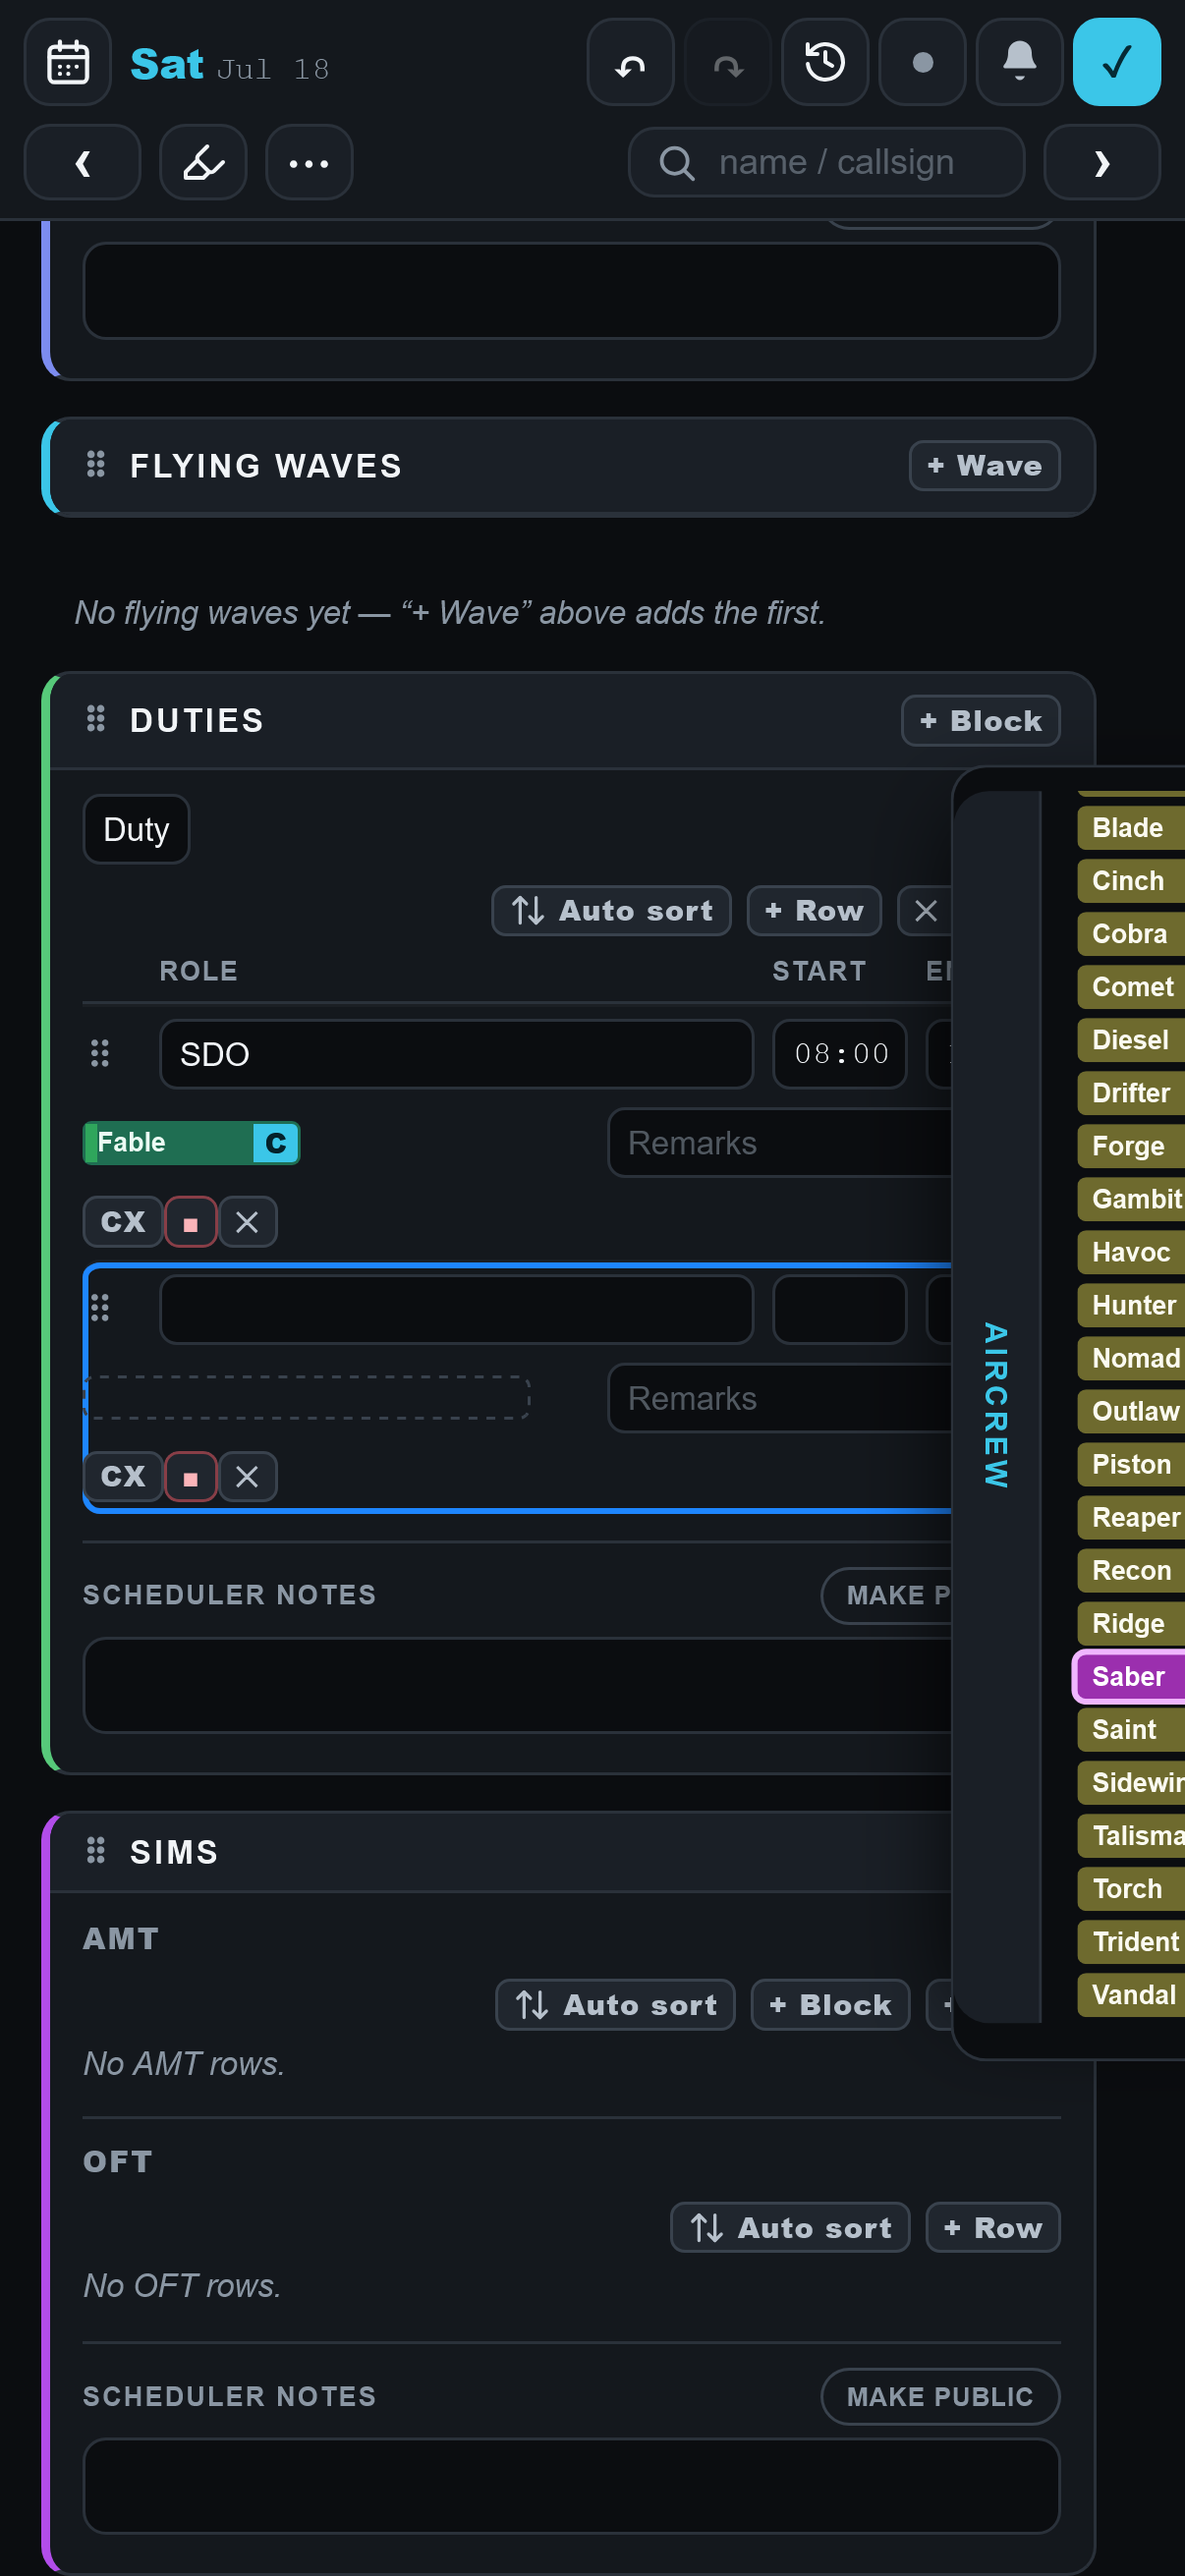 Sat Jul 18
name / callsign
FLYING WAVES
+ Wave
No flying waves yet — “+ Wave” above adds the first.
DUTIES
+ Block
Duty
Auto sort
+ Row
ROLE
START
SDO
08:00
Fable
C
Remarks
CX
Remarks
CX
SCHEDULER NOTES
SIMS
AMT
Auto sort
+ Block
No AMT rows.
OFT
Auto sort
+ Row
No OFT rows.
SCHEDULER NOTES
MAKE PUBLIC
AIRCREW
Blade
Cinch
Cobra
Comet
Diesel
Drifter
Forge
Gambit
Havoc
Hunter
Nomad
Outlaw
Piston
Reaper
Recon
Ridge
Saber
Saint
Torch
Trident
Vandal